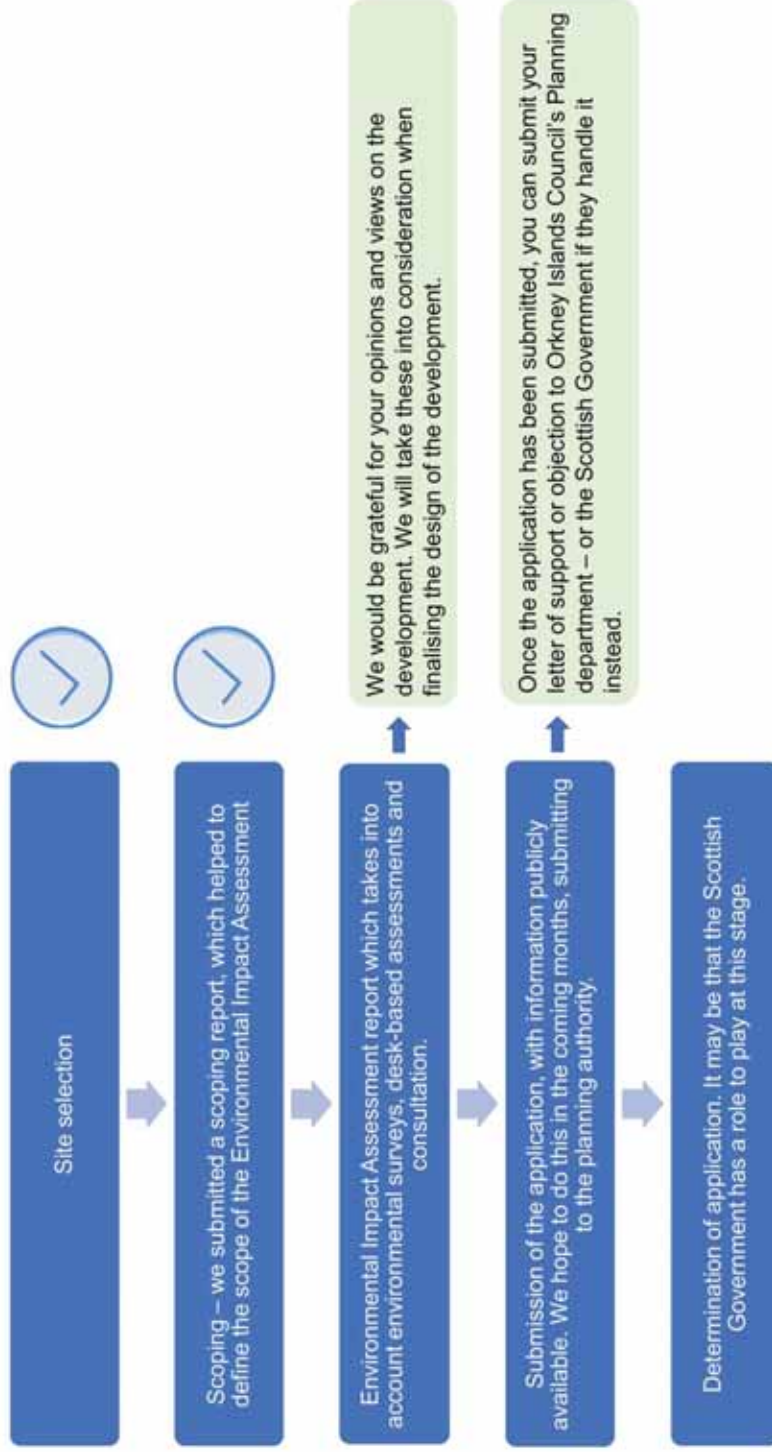 Site selection
Scoping – we submitted a scoping report, which helped to
define the scope of the Environmental Impact Assessment
Environmental Impact Assessment report which takes into
account environmental surveys, desk-based assessments and
consultation.
We would be grateful for your opinions and views on the
development. We will take these into consideration when
finalising the design of the development.
Submission of the application, with information publicly
available. We hope to do this in the coming months, submitting
to the planning authority.
Once the application has been submitted, you can submit your
letter of support or objection to Orkney Islands Council's Planning
department – or the Scottish Government if they handle it
instead.
Determination of application. It may be that the Scottish
Government has a role to play at this stage.